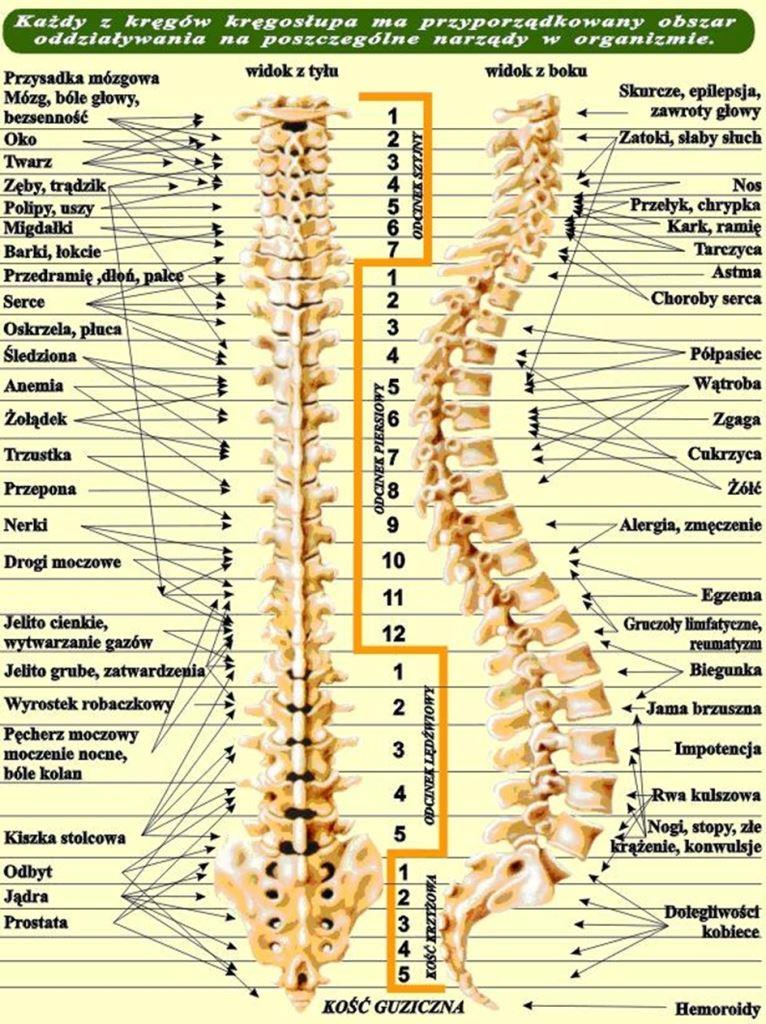 Każdy z kręgów kręgosłupa ma przyporządkowany obszar
oddziaływania na poszczególne narządy w organizmie.
widok z tyłu
widok z boku
Przysadka mózgowa
Mózg, bóle głowy,
bezsenność
Oko
Twarz
Zęby, trądzik
Polipy, uszy
Migdałki
Barki, łokcie
Przedramię ,dłoń, palce
Serce
Oskrzela, płuca
Śledziona
Anemia
Żołądek
Trzustka
Przepona
Nerki
Drogi moczowe
Jelito cienkie,
wytwarzanie gazów
Jelito grube, zatwardzenia
Wyrostek robaczkowy
Pęcherz moczowy
moczenie nocne,
bóle kolan
Kiszka stolcowa
Odbyt
Jądra
Prostata
1
2
3
4
5
6
7
ODCINEK SZYJNY
1
2
3
4
5
6
7
8
9
10
11
12
ODCINEK PIERSIOWY
1
2
3
4
5
ODCINEK LĘDŹWIOWY
1
2
3
4
5
KOŚĆ KRZYŻOWA
KOŚĆ GUZICZNA
Skurcze, epilepsja,
zawroty głowy
Zatoki, słaby słuch
Nos
Przełyk, chrypka
Kark, ramię
Tarczyca
Astma
Choroby serca
Półpasiec
Wątroba
Zgaga
Cukrzyca
Żółć
Alergia, zmęczenie
Egzema
Gruczoły limfatyczne,
reumatyzm
Biegunka
Jama brzuszna
Impotencja
Rwa kulszowa
Nogi, stopy, złe
krążenie, konwulsje
Dolegliwości
kobiece
Hemoroidy